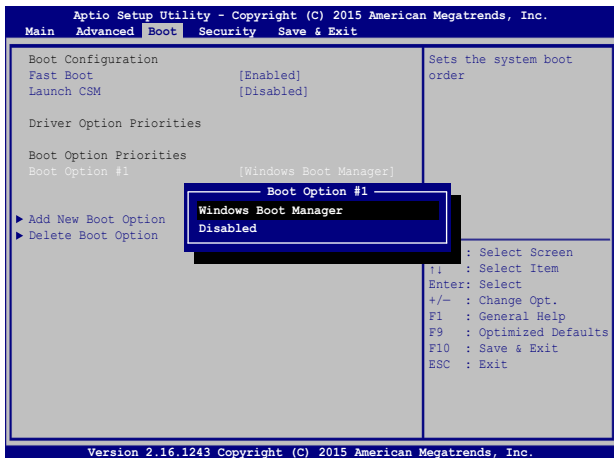 Aptio Setup Utility - Copyright (C) 2015 American Megatrends, Inc.
Main Advanced Boot Security Save & Exit
Boot Configuration
Fast Boot [Enabled]
Launch CSM [Disabled]
Driver Option Priorities
Boot Option Priorities
Boot Option #1 [Windows Boot Manager]
▶ Add New Boot Option
▶ Delete Boot Option
Boot Option #1
Windows Boot Manager
Disabled
Sets the system boot
order
: Select Screen
↑↓ : Select Item
Enter: Select
+/— : Change Opt.
F1 : General Help
F9 : Optimized Defaults
F10 : Save & Exit
ESC : Exit
Version 2.16.1243 Copyright (C) 2015 American Megatrends, Inc.